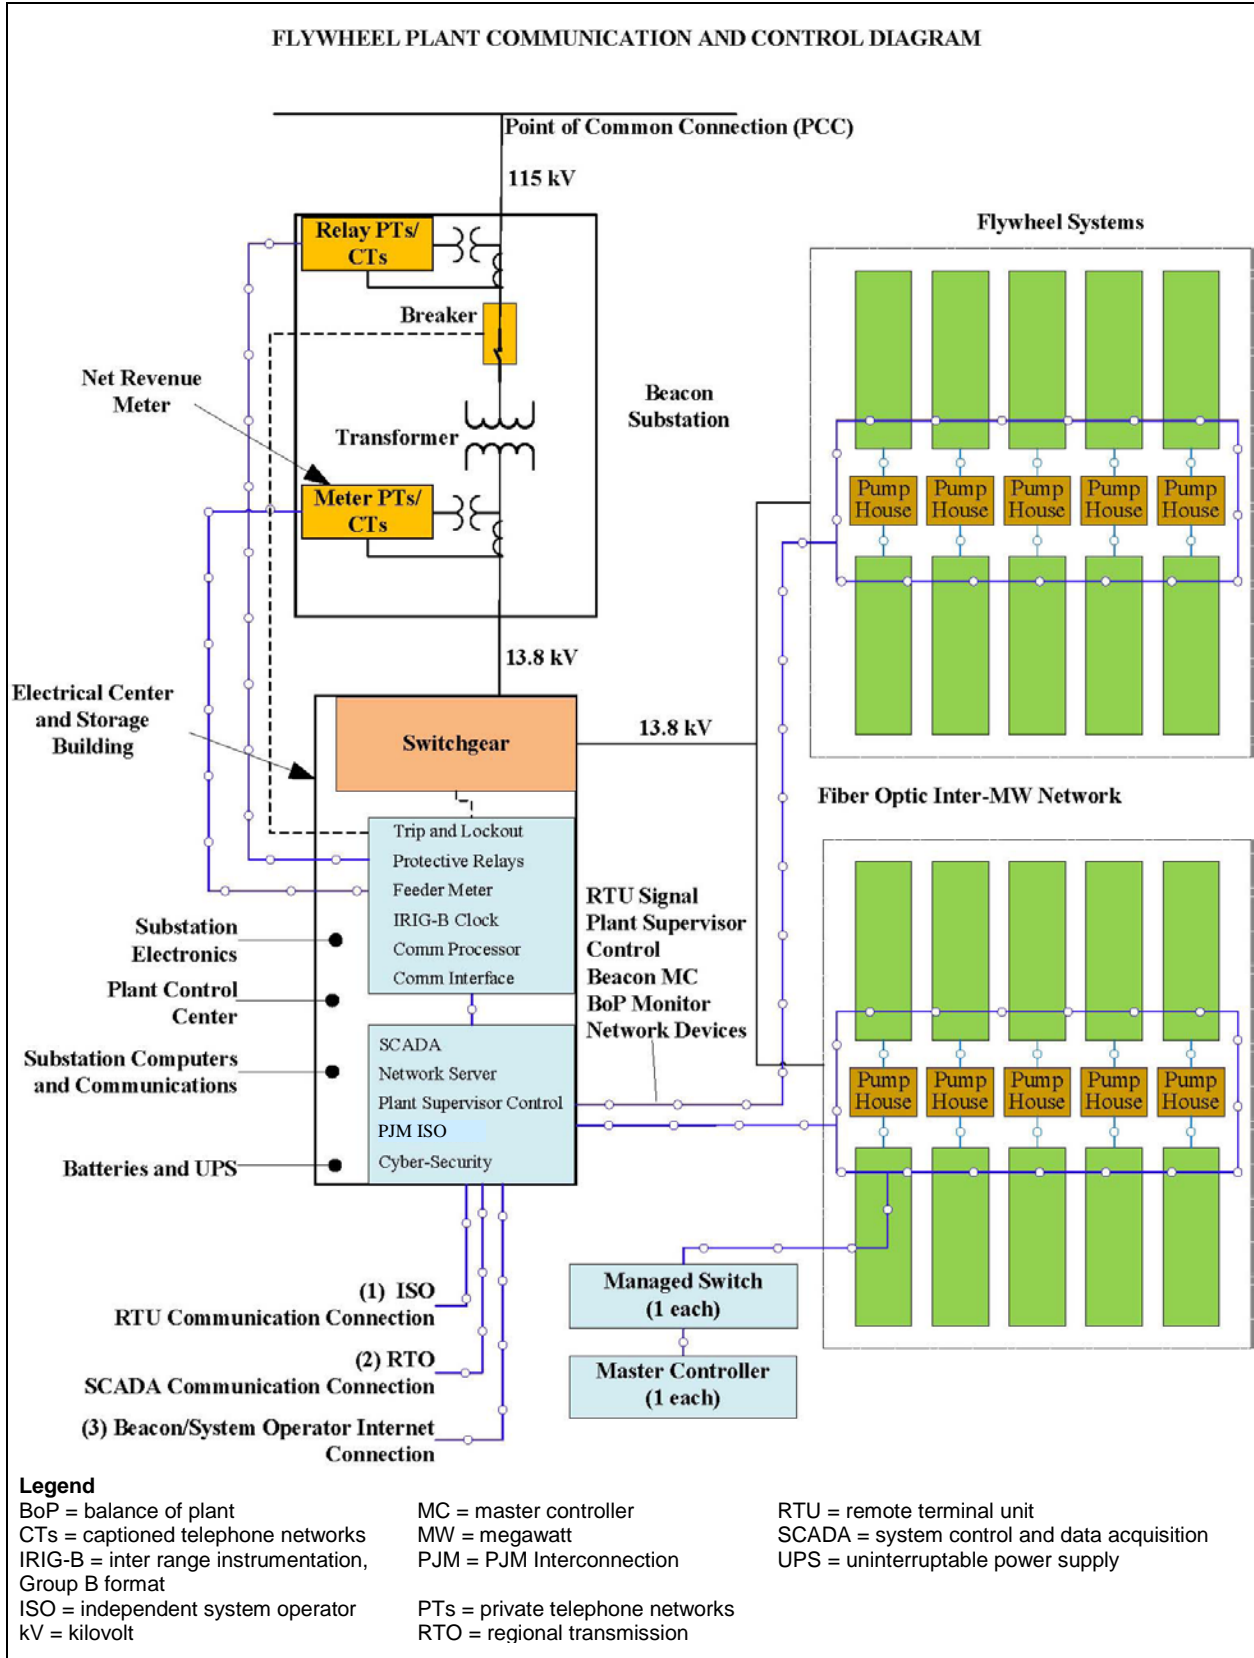 FLYWHEEL PLANT COMMUNICATION AND CONTROL DIAGRAM
Point of Common Connection (PCC)
115 kV
Relay PTs/
CTs
Breaker
Net Revenue
Meter
Transformer
Meter PTs/
CTs
Beacon
Substation
Flywheel Systems
Pump
House
Pump
House
Pump
House
Pump
House
Pump
House
13.8 kV
Electrical Center
and Storage
Building
Switchgear
13.8 kV
Fiber Optic Inter-MW Network
Trip and Lockout
Protective Relays
Feeder Meter
IRIG-B Clock
Comm Processor
Comm Interface
Substation
Electronics
Plant Control
Center
Substation Computers
and Communications
Batteries and UPS
SCADA
Network Server
Plant Supervisor Control
PJM ISO
Cyber-Security
RTU Signal
Plant Supervisor
Control
Beacon MC
BoP Monitor
Network Devices
Pump
House
Pump
House
Pump
House
Pump
House
Pump
House
(1) ISO
RTU Communication Connection
(2) RTO
SCADA Communication Connection
(3) Beacon/System Operator Internet
Connection
Managed Switch
(1 each)
Master Controller
(1 each)
Legend
BoP = balance of plant
CTs = captioned telephone networks
IRIG-B = inter range instrumentation,
Group B format
ISO = independent system operator
kV = kilovolt
MC = master controller
MW = megawatt
PJM = PJM Interconnection
PTs = private telephone networks
RTO = regional transmission
RTU = remote terminal unit
SCADA = system control and data acquisition
UPS = uninterruptable power supply